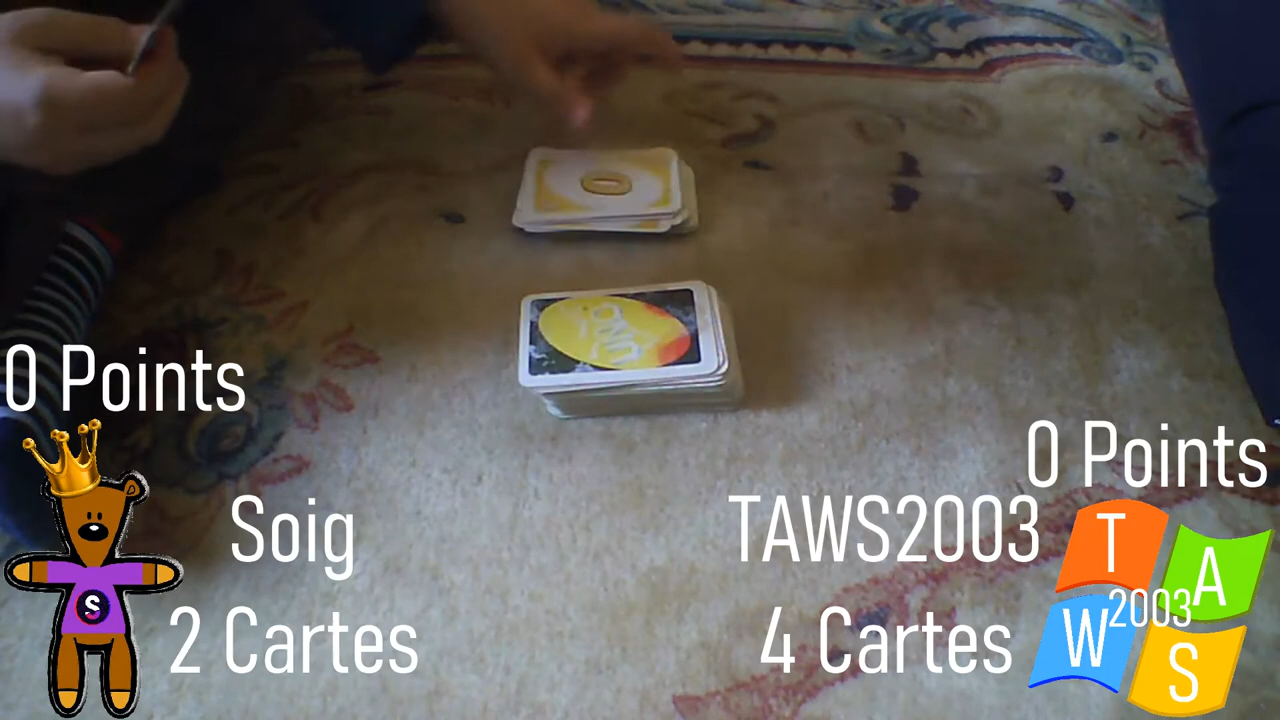 0
UNO
0 Points
0 Points
Soig
TAWS2003
S
T
A
2003
W
S
2 Cartes
4 Cartes